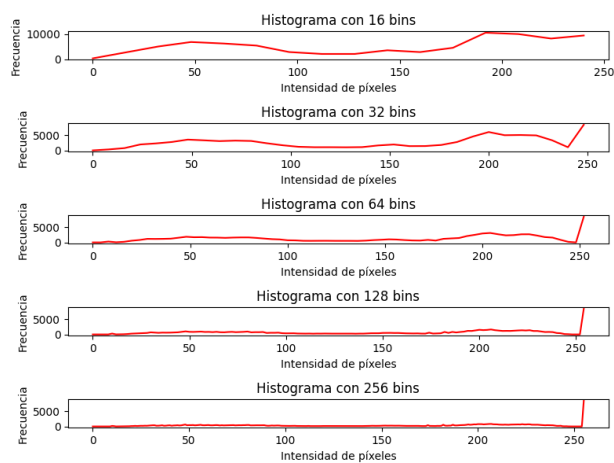 Histograma con 16 bins
Frecuencia
10000
0
0 50 100 150 200 250
Intensidad de píxeles
Histograma con 32 bins
Frecuencia
5000
0
0 50 100 150 200 250
Intensidad de píxeles
Histograma con 64 bins
Frecuencia
5000
0
0 50 100 150 200 250
Intensidad de píxeles
Histograma con 128 bins
Frecuencia
5000
0
0 50 100 150 200 250
Intensidad de píxeles
Histograma con 256 bins
Frecuencia
5000
0
0 50 100 150 200 250
Intensidad de píxeles